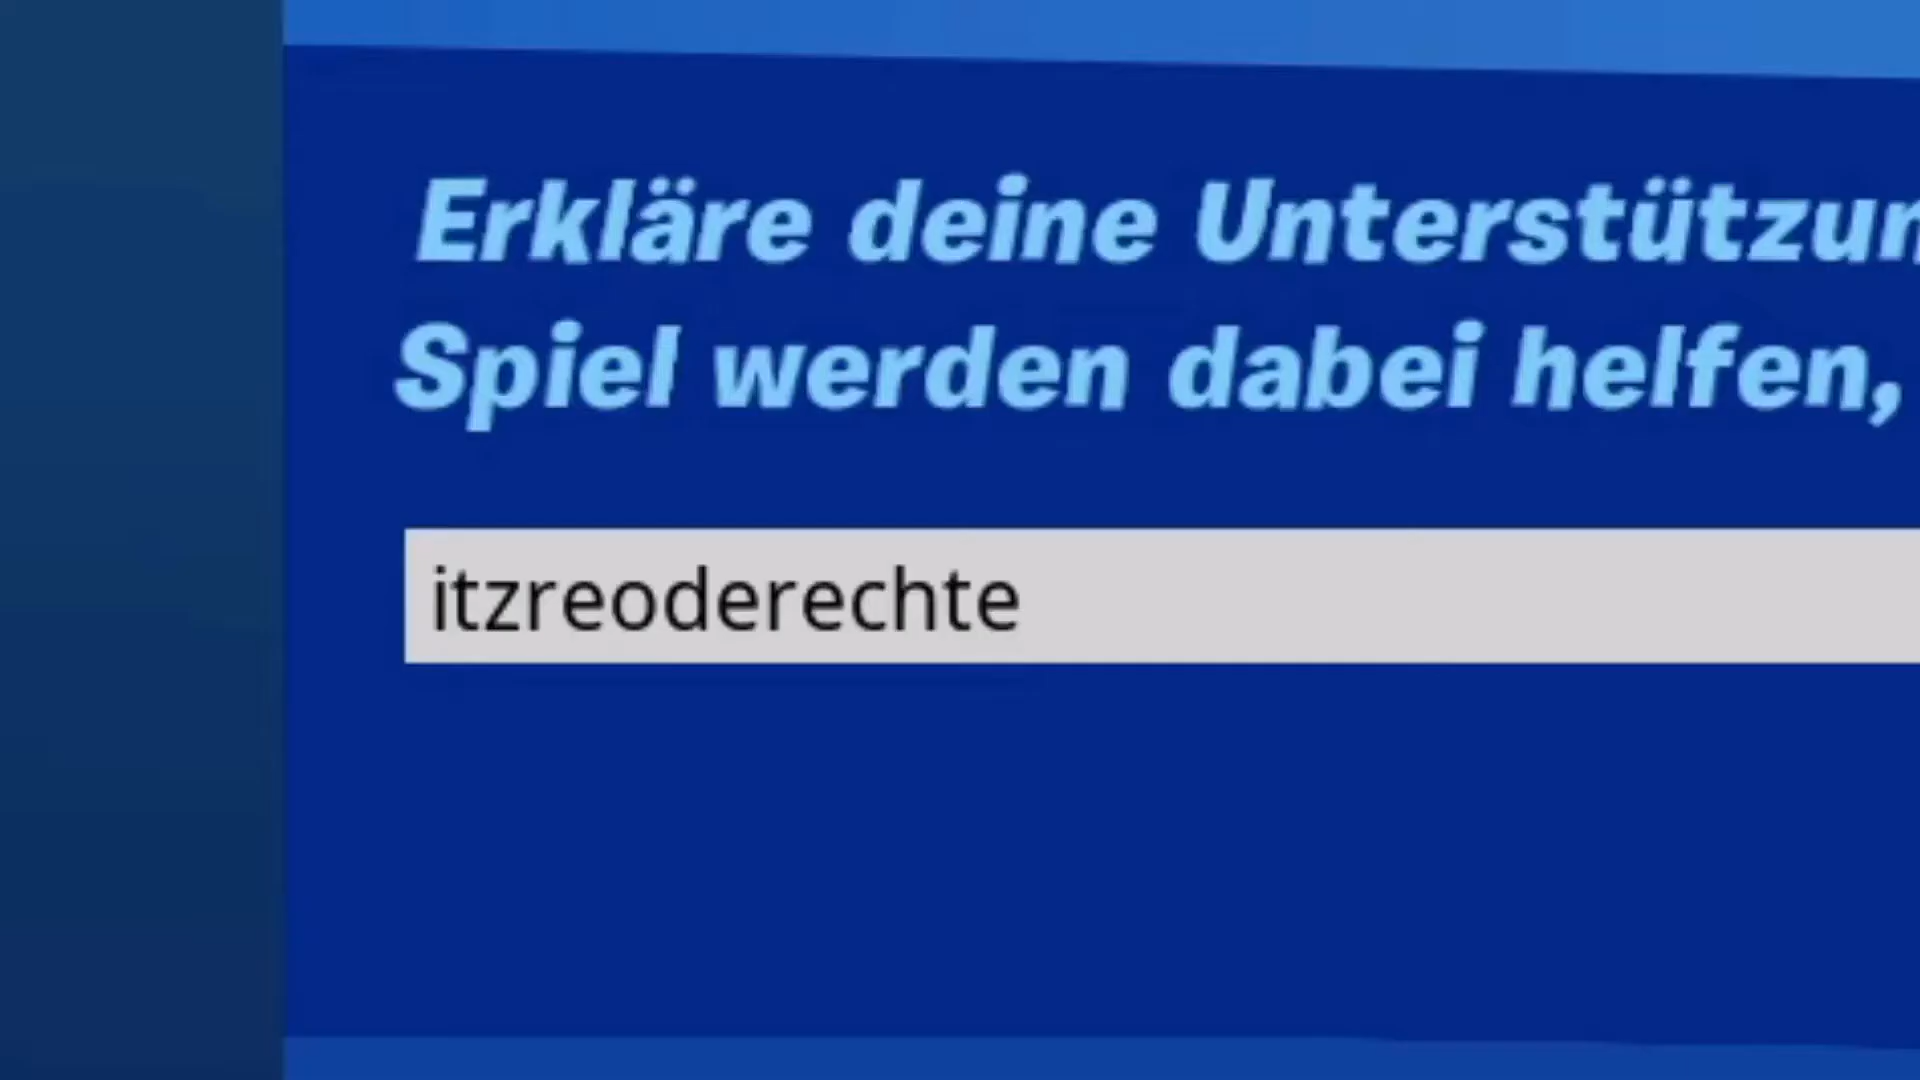 Erkläre deine Unterstützun
Spiel werden dabei helfen,
itzreoderechte